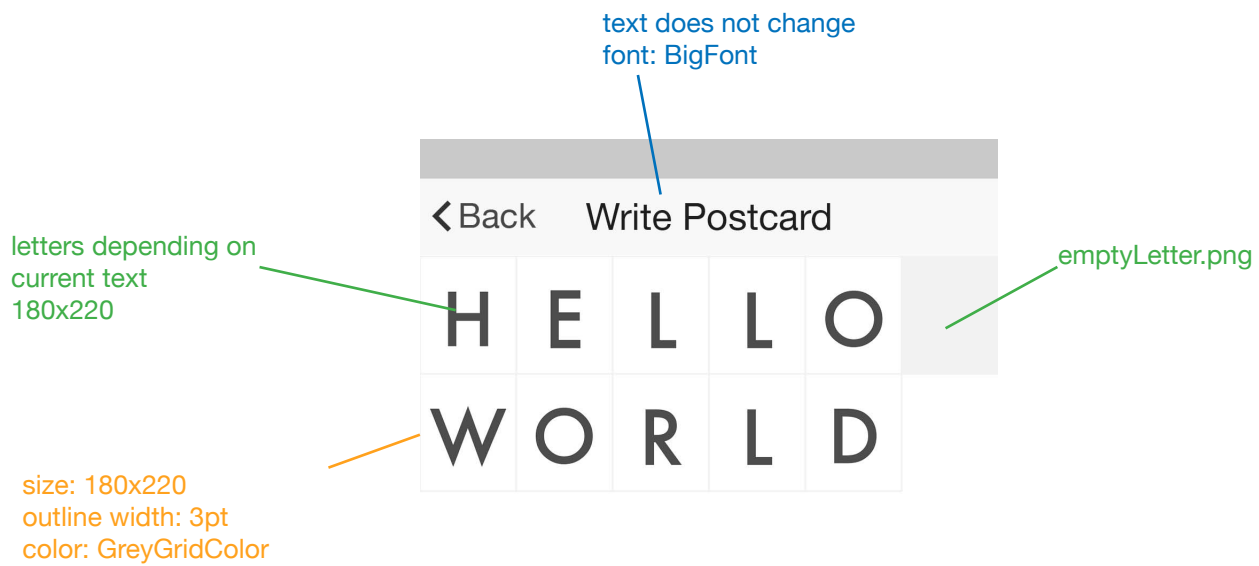 text does not change
font: BigFont
Back Write Postcard
letters depending on
current text
180x220
emptyLetter.png
H E L L O
W O R L D
size: 180x220
outline width: 3pt
color: GreyGridColor